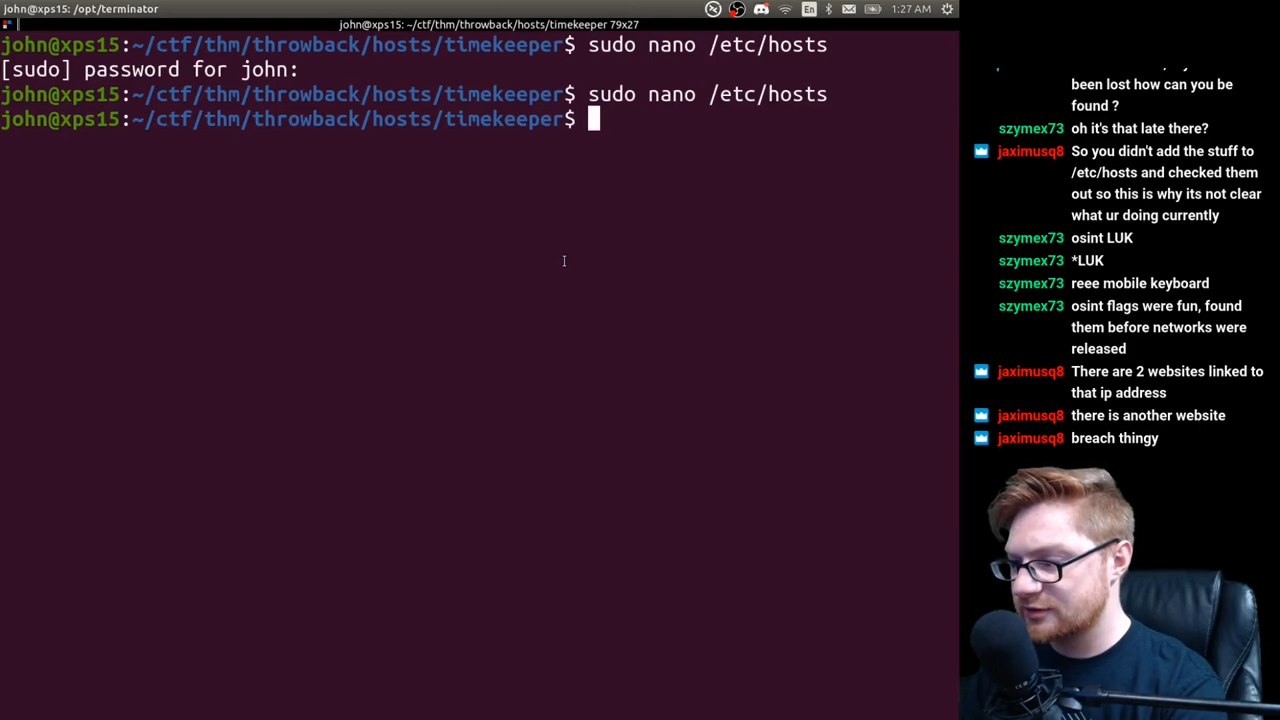 john@xps15: /opt/terminator
En
1:27 AM
john@xps15: ~/ctf/thm/throwback/hosts/timekeeper 79x27
john@xps15:~/ctf/thm/throwback/hosts/timekeeper$ sudo nano /etc/hosts
[sudo] password for john:
john@xps15:~/ctf/thm/throwback/hosts/timekeeper$ sudo nano /etc/hosts
john@xps15:~/ctf/thm/throwback/hosts/timekeeper$
been lost how can you be
found ?
szymex73 oh it's that late there?
jaximusq8 So you didn't add the stuff to
/etc/hosts and checked them
out so this is why its not clear
what ur doing currently
szymex73 osint LUK
szymex73 *LUK
szymex73 reee mobile keyboard
szymex73 osint flags were fun, found
them before networks were
released
jaximusq8 There are 2 websites linked to
that ip address
jaximusq8 there is another website
jaximusq8 breach thingy